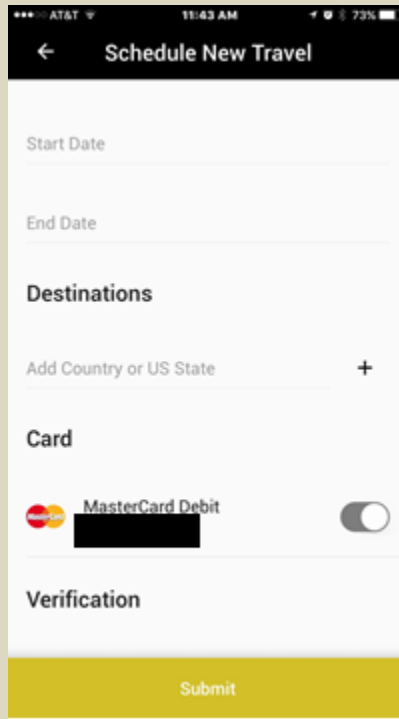 AT&T 11:43 AM 73%
Schedule New Travel
Start Date
End Date
Destinations
Add Country or US State +
Card
MasterCard
MasterCard Debit
Verification
Submit